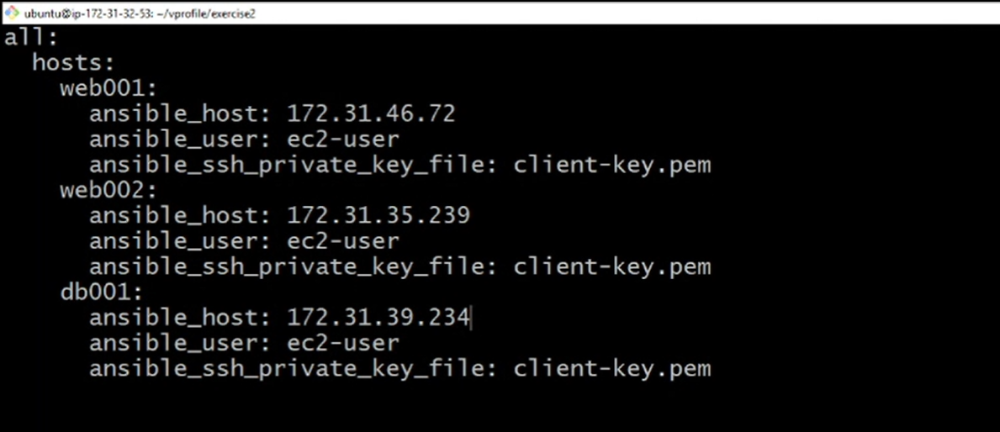 ubuntu@ip-172-31-32-53: ~/vprofile/exercise2
all:
  hosts:
    web001:
      ansible_host: 172.31.46.72
      ansible_user: ec2-user
      ansible_ssh_private_key_file: client-key.pem
    web002:
      ansible_host: 172.31.35.239
      ansible_user: ec2-user
      ansible_ssh_private_key_file: client-key.pem
    db001:
      ansible_host: 172.31.39.234
      ansible_user: ec2-user
      ansible_ssh_private_key_file: client-key.pem